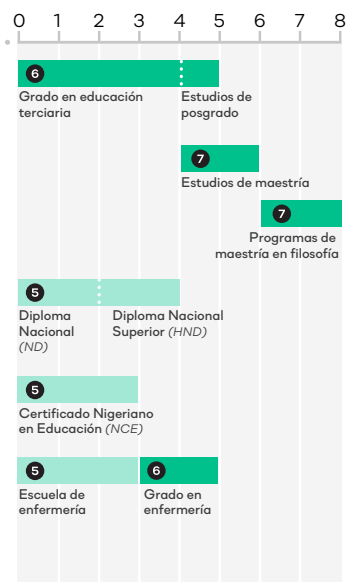 0 1 2 3 4 5 6 7 8
6
Grado en educación
terciaria
Estudios de
posgrado
7
Estudios de maestría
7
Programas de
maestría en filosofía
5
Diploma
Nacional
(ND)
Diploma Nacional
Superior (HND)
5
Certificado Nigeriano
en Educación (NCE)
5
6
Escuela de
enfermería
Grado en
enfermería